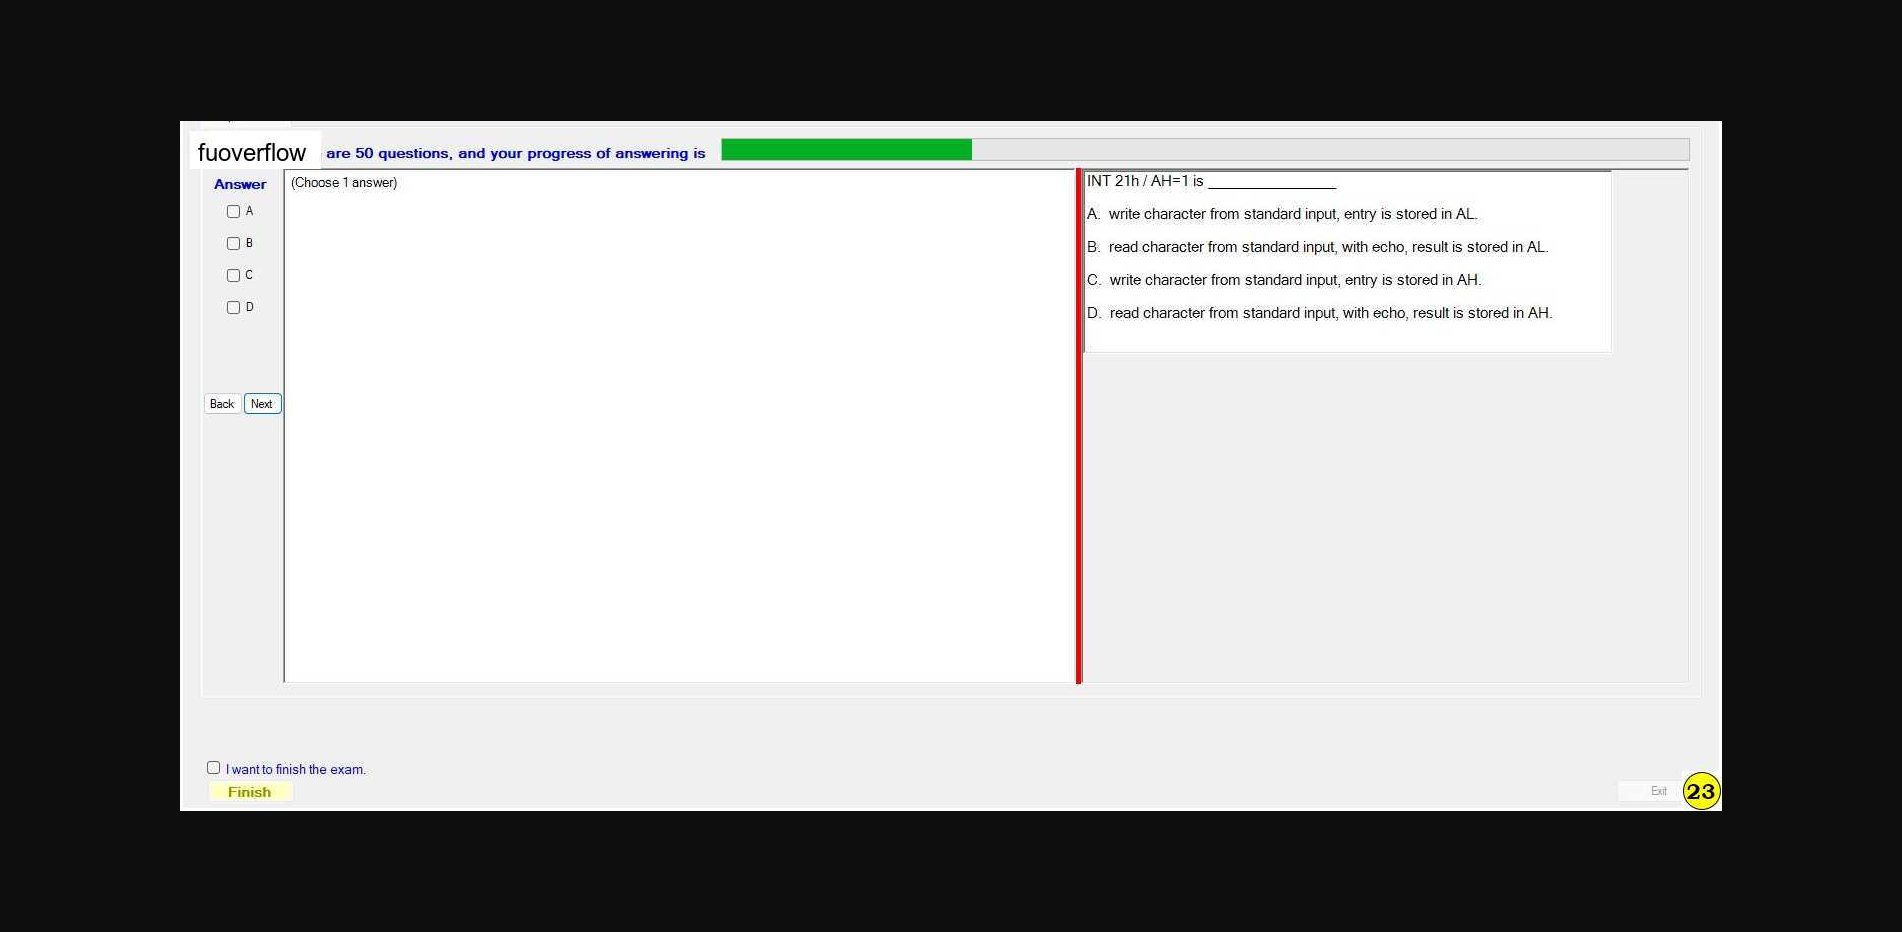 fuoverflow are 50 questions, and your progress of answering is
Answer
A
B
C
D
Back Next
(Choose 1 answer)
INT 21h / AH=1 is ________________
A. write character from standard input, entry is stored in AL.
B. read character from standard input, with echo, result is stored in AL.
C. write character from standard input, entry is stored in AH.
D. read character from standard input, with echo, result is stored in AH.
I want to finish the exam.
Finish
Exit 23